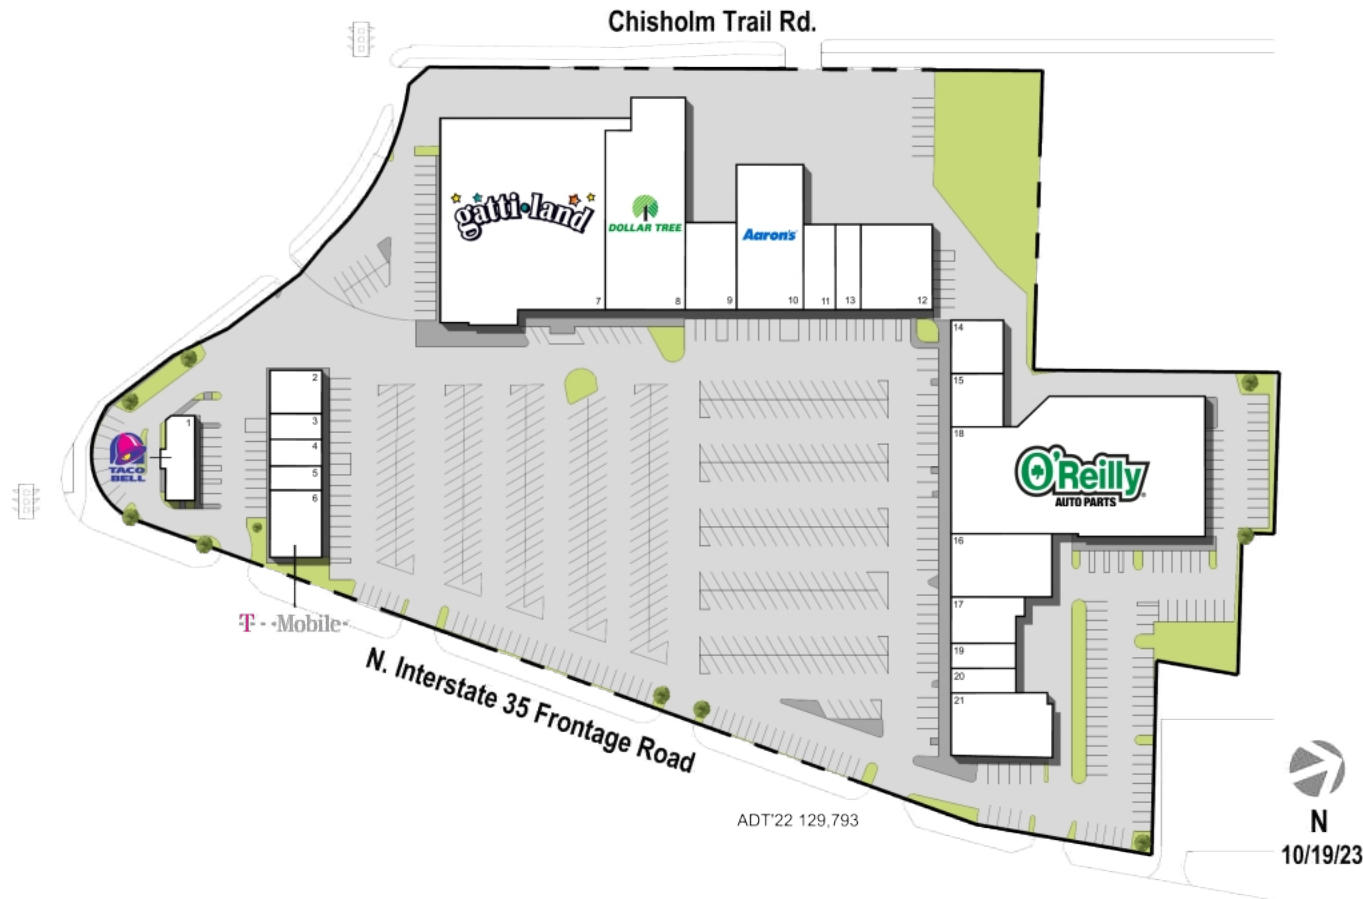 Chisholm Trail Rd.
gatti•land
DOLLAR TREE
Aaron's
7
8
9
10
11
13
12
14
15
18
O'Reilly
AUTO PARTS
16
17
19
20
21
2
3
4
5
6
1
TACO
BELL
T··Mobile·
N. Interstate 35 Frontage Road
ADT'22 129,793
N
10/19/23